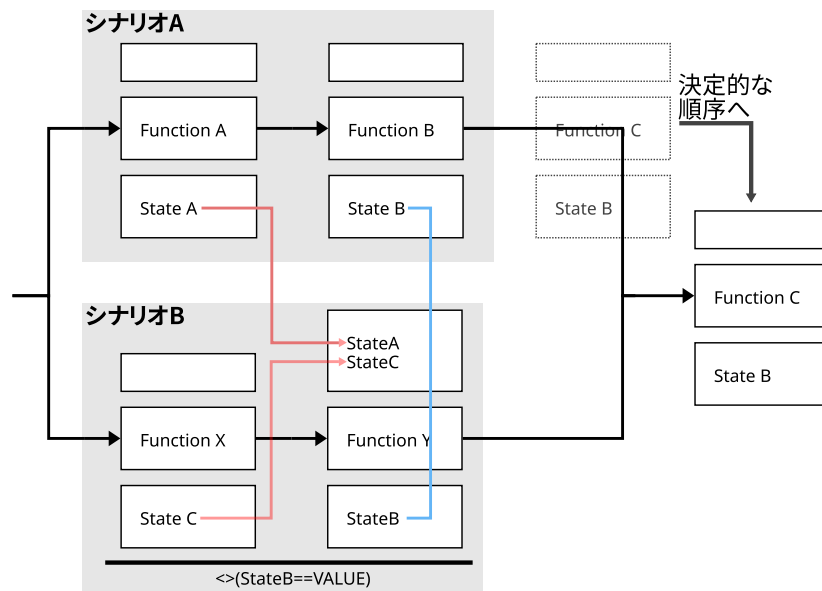 シナリオA
Function A
Function B
Function C
決定的な
順序へ
State A
State B
State B
Function C
State B
シナリオB
StateA
StateC
Function X
Function Y
State C
StateB
<>(StateB==VALUE)